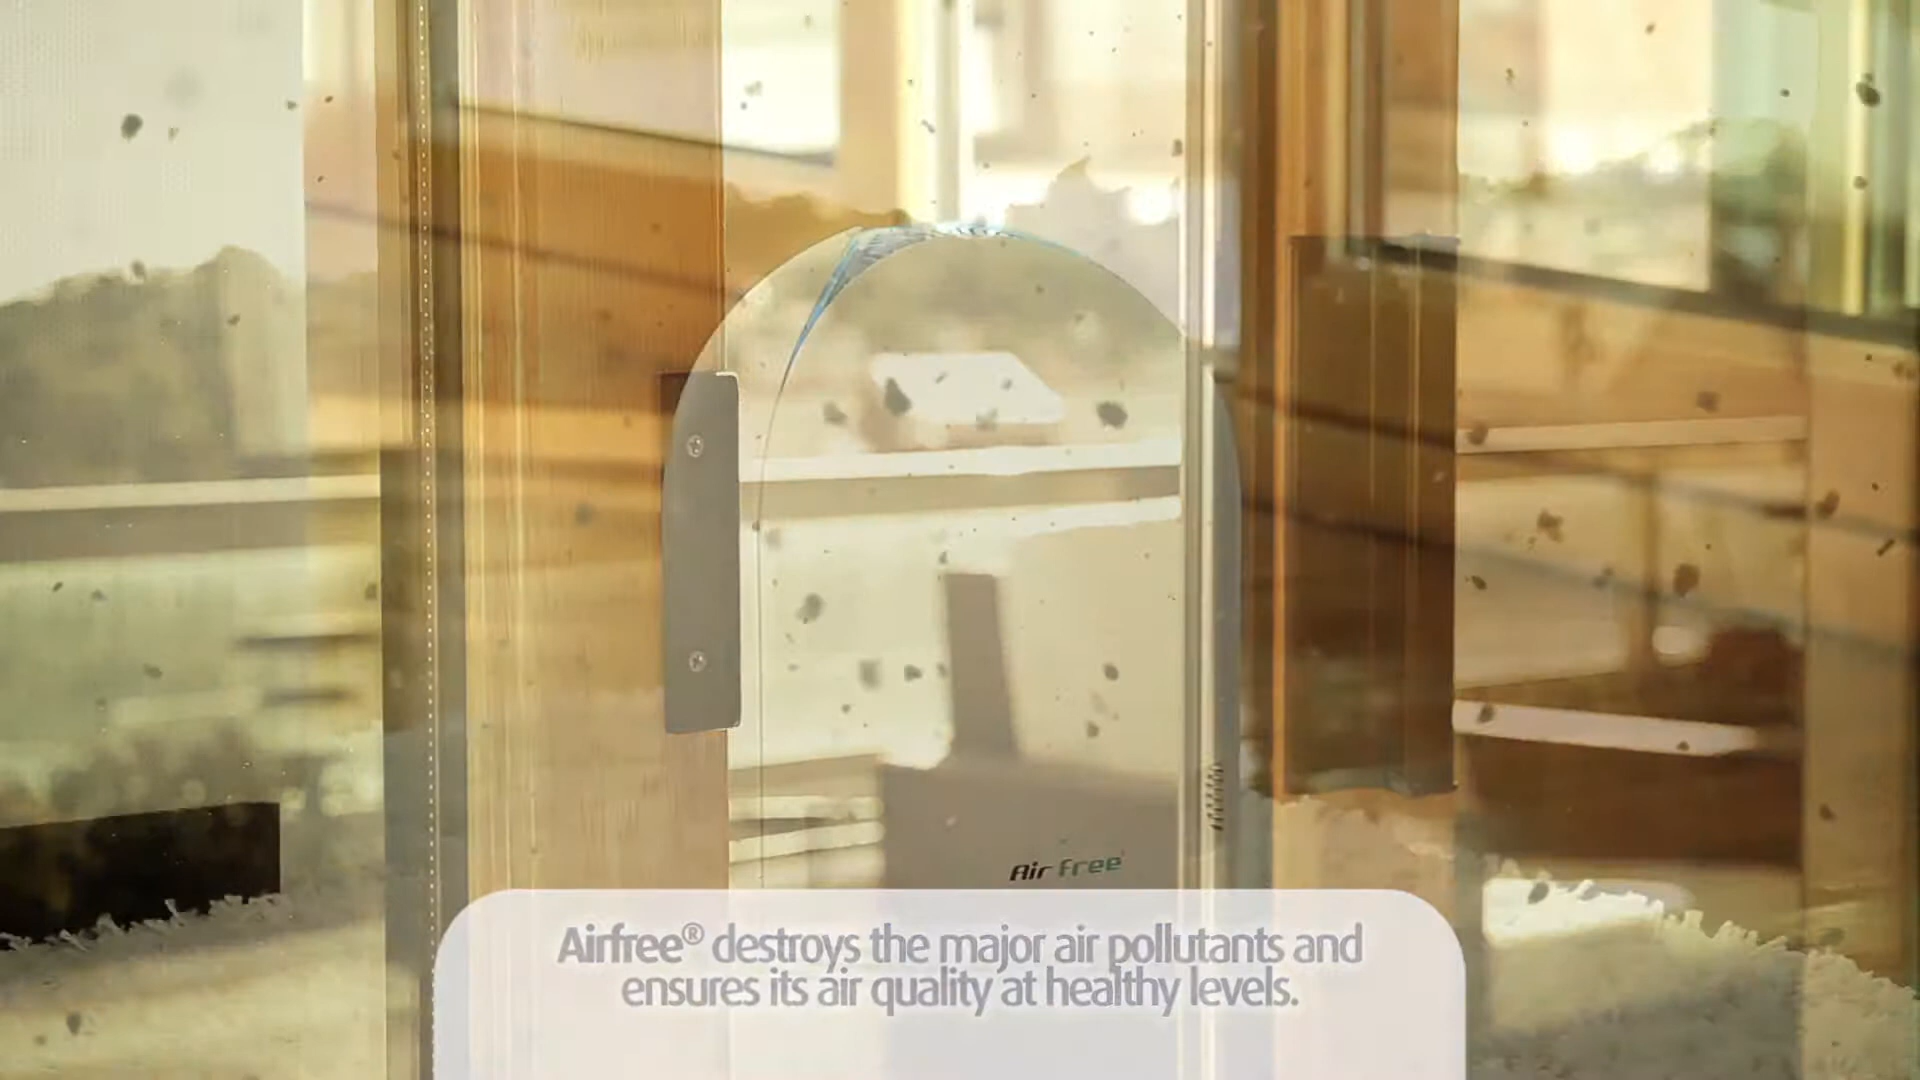 Air free
Airfree® destroys the major air pollutants and
ensures its air quality at healthy levels.